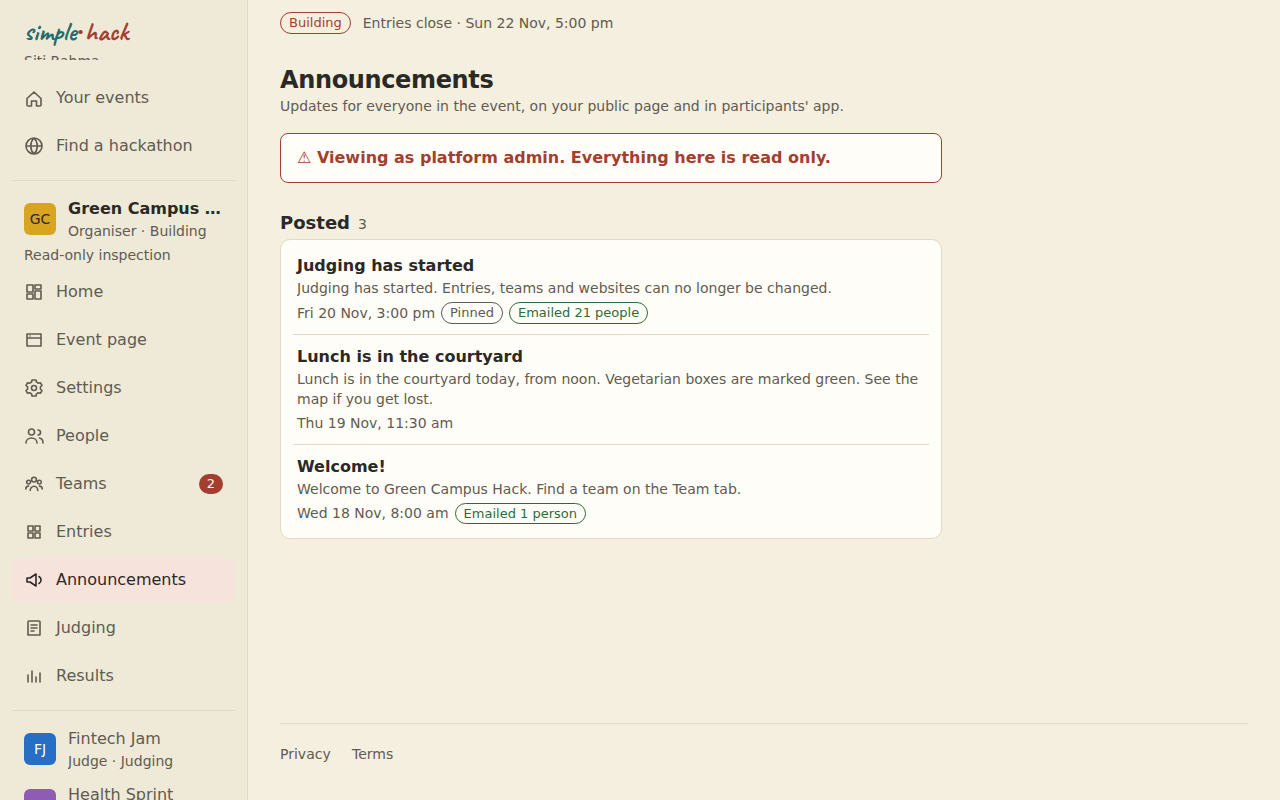 simple·hack
Your events
Find a hackathon
GC
Green Campus ...
Organiser · Building
Read-only inspection
Home
Event page
Settings
People
Teams
2
Entries
Announcements
Judging
Results
FJ
Fintech Jam
Judge · Judging
Health Sprint
Building
Entries close · Sun 22 Nov, 5:00 pm
Announcements
Updates for everyone in the event, on your public page and in participants' app.
⚠ Viewing as platform admin. Everything here is read only.
Posted 3
Judging has started
Judging has started. Entries, teams and websites can no longer be changed.
Fri 20 Nov, 3:00 pm Pinned Emailed 21 people
Lunch is in the courtyard
Lunch is in the courtyard today, from noon. Vegetarian boxes are marked green. See the
map if you get lost.
Thu 19 Nov, 11:30 am
Welcome!
Welcome to Green Campus Hack. Find a team on the Team tab.
Wed 18 Nov, 8:00 am Emailed 1 person
Privacy Terms